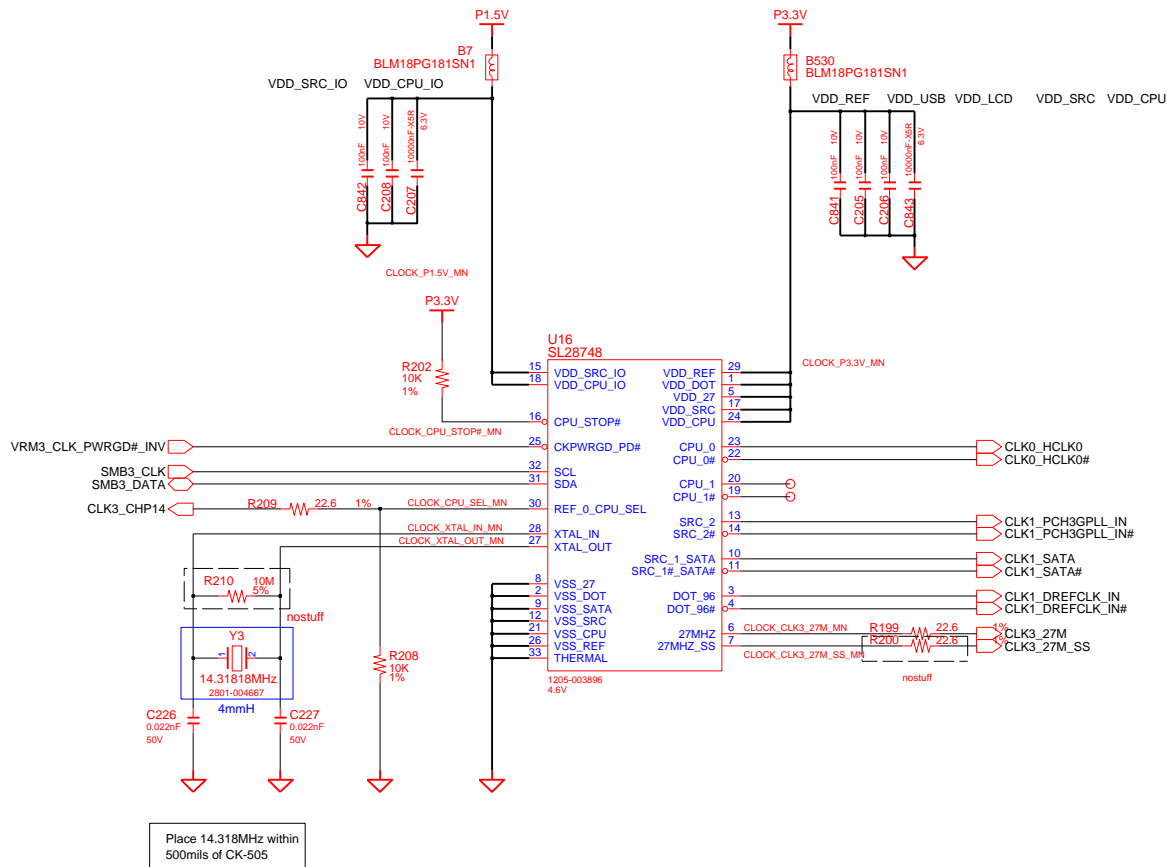 P1.5V
P3.3V
B7
BLM18PG181SN1
B530
BLM18PG181SN1
VDD_SRC_IO VDD_CPU_IO
VDD_REF VDD_USB VDD_LCD VDD_SRC VDD_CPU
C842 100nF 10V
C208 100nF 10V
C207 10000nF-X5R 6.3V
C841 100nF 10V
C205 100nF 10V
C206 100nF 10V
C843 10000nF-X5R 6.3V
CLOCK_P1.5V_MN
P3.3V
R202
10K
1%
U16
SL28748
CLOCK_P3.3V_MN
15 VDD_SRC_IO
18 VDD_CPU_IO
16 CPU_STOP#
CLOCK_CPU_STOP#_MN
VRM3_CLK_PWRGD#_INV 25 CKPWRGD_PD#
SMB3_CLK 32 SCL
SMB3_DATA 31 SDA
CLK3_CHP14 R209 22.6 1% CLOCK_CPU_SEL_MN 30 REF_0_CPU_SEL
CLOCK_XTAL_IN_MN 28 XTAL_IN
CLOCK_XTAL_OUT_MN 27 XTAL_OUT
8 VSS_27
2 VSS_DOT
9 VSS_SATA
12 VSS_SRC
21 VSS_CPU
26 VSS_REF
33 THERMAL
VDD_REF 29
VDD_DOT 1
VDD_27 5
VDD_SRC 17
VDD_CPU 24
CPU_0 23 CLK0_HCLK0
CPU_0# 22 CLK0_HCLK0#
CPU_1 20
CPU_1# 19
SRC_2 13 CLK1_PCH3GPLL_IN
SRC_2# 14 CLK1_PCH3GPLL_IN#
SRC_1_SATA 10 CLK1_SATA
SRC_1#_SATA# 11 CLK1_SATA#
DOT_96 3 CLK1_DREFCLK_IN
DOT_96# 4 CLK1_DREFCLK_IN#
27MHZ 6 CLOCK_CLK3_27M_MN R199 22.6 1% CLK3_27M
27MHZ_SS 7 CLOCK_CLK3_27M_SS_MN R200 22.6 1% CLK3_27M_SS
nostuff
1205-003896
4.6V
R210 10M
5%
nostuff
Y3
1 2
14.31818MHz
2801-004667
4mmH
R208
10K
1%
C226
0.022nF
50V
C227
0.022nF
50V
Place 14.318MHz within
500mils of CK-505